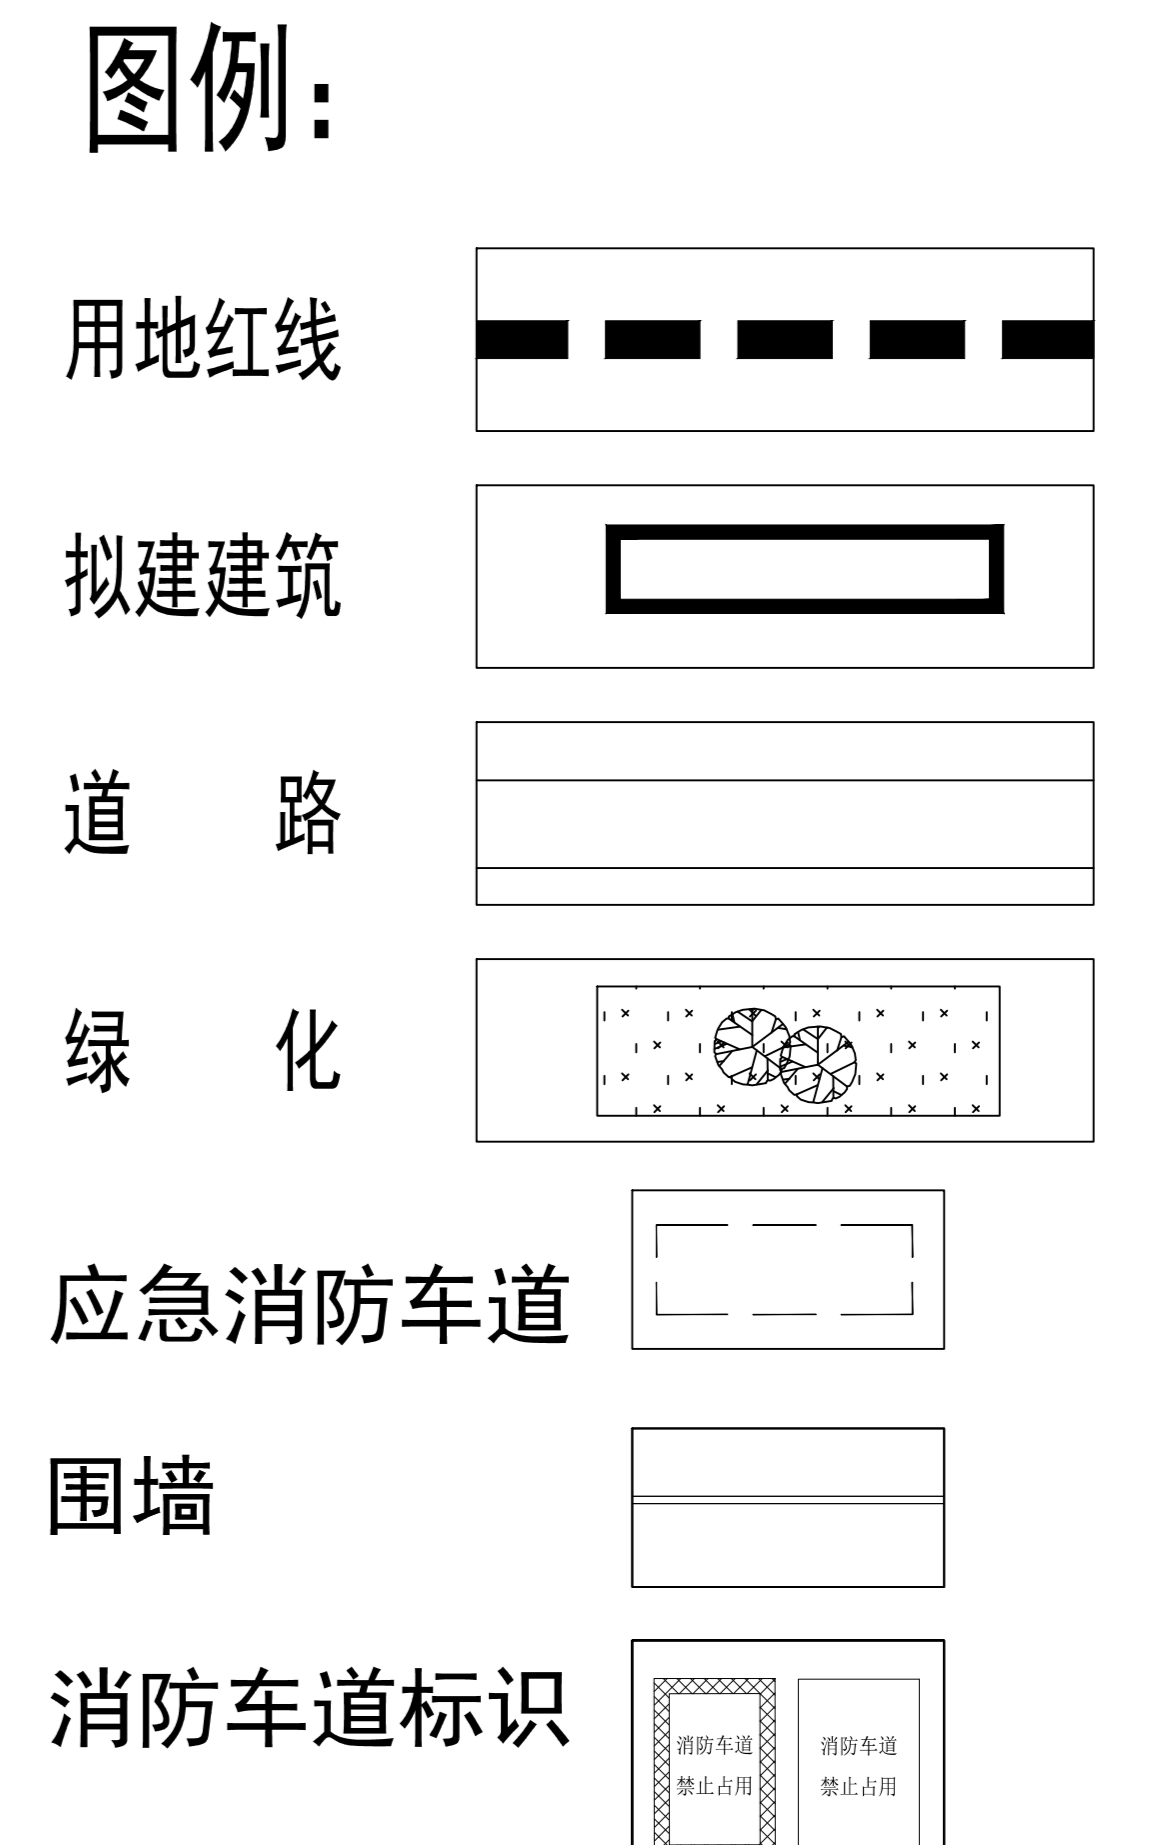 图例：
用地红线
拟建建筑
道 路
绿 化
应急消防车道
围墙
消防车道标识
消防车道 消防车道
禁止占用 禁止占用